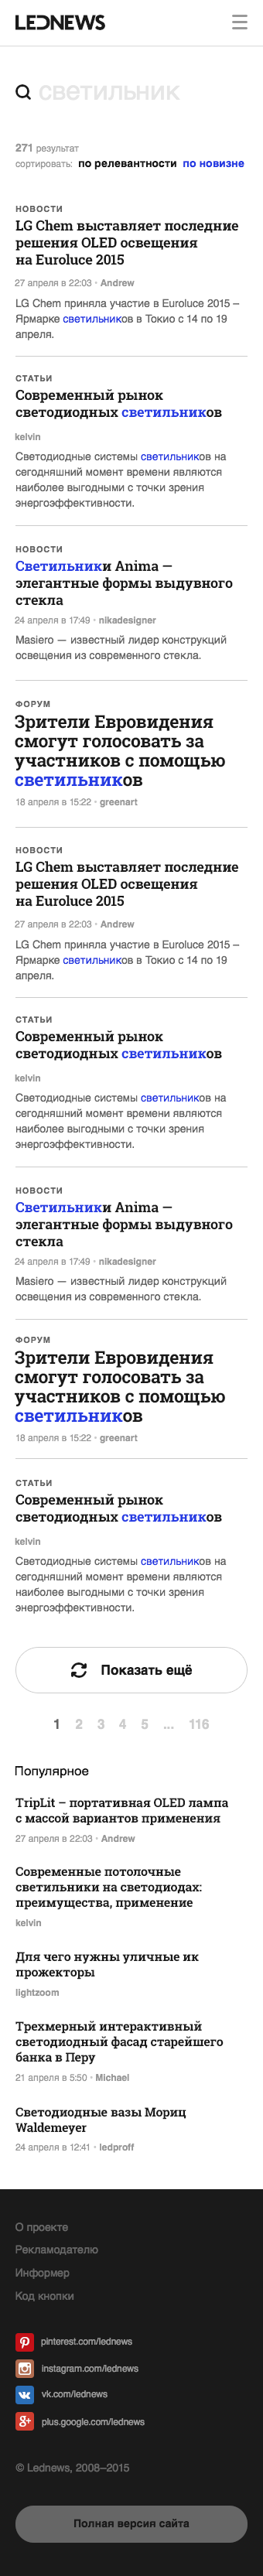 LEDNEWS
светильник
271 результат
сортировать: по релевантности по новизне
НОВОСТИ
LG Chem выставляет последние
решения OLED освещения
на Euroluce 2015
27 апреля в 22:03 · Andrew
LG Chem приняла участие в Euroluce 2015 –
Ярмарке светильников в Токио с 14 по 19
апреля.
СТАТЬИ
Современный рынок
светодиодных светильников
kelvin
Светодиодные системы светильников на
сегодняшний момент времени являются
наиболее выгодными с точки зрения
энергоэффективности.
НОВОСТИ
Светильники Anima —
элегантные формы выдувного
стекла
24 апреля в 17:49 · nikadesigner
Masiero — известный лидер конструкций
освещения из современного стекла.
ФОРУМ
Зрители Евровидения
смогут голосовать за
участников с помощью
светильников
18 апреля в 15:22 · greenart
НОВОСТИ
LG Chem выставляет последние
решения OLED освещения
на Euroluce 2015
27 апреля в 22:03 · Andrew
LG Chem приняла участие в Euroluce 2015 –
Ярмарке светильников в Токио с 14 по 19
апреля.
СТАТЬИ
Современный рынок
светодиодных светильников
kelvin
Светодиодные системы светильников на
сегодняшний момент времени являются
наиболее выгодными с точки зрения
энергоэффективности.
НОВОСТИ
Светильники Anima —
элегантные формы выдувного
стекла
24 апреля в 17:49 · nikadesigner
Masiero — известный лидер конструкций
освещения из современного стекла.
ФОРУМ
Зрители Евровидения
смогут голосовать за
участников с помощью
светильников
18 апреля в 15:22 · greenart
СТАТЬИ
Современный рынок
светодиодных светильников
kelvin
Светодиодные системы светильников на
сегодняшний момент времени являются
наиболее выгодными с точки зрения
энергоэффективности.
Показать ещё
1 2 3 4 5 ... 116
Популярное
TripLit – портативная OLED лампа
с массой вариантов применения
27 апреля в 22:03 · Andrew
Современные потолочные
светильники на светодиодах:
преимущества, применение
kelvin
Для чего нужны уличные ик
прожекторы
lightzoom
Трехмерный интерактивный
светодиодный фасад старейшего
банка в Перу
21 апреля в 5:50 · Michael
Светодиодные вазы Мориц
Waldemeyer
24 апреля в 12:41 · ledproff
О проекте
Рекламодателю
Информер
Код кнопки
pinterest.com/lednews
instagram.com/lednews
vk.com/lednews
plus.google.com/lednews
© Lednews, 2008–2015
Полная версия сайта